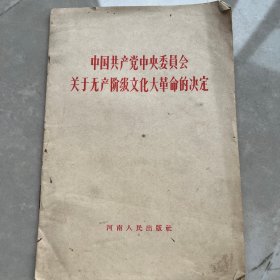 中国共产党中央委員会
关于无产阶级文化大革命的决定
河南人民出版社